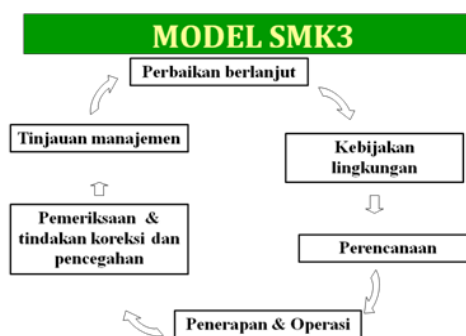 MODEL SMK3
Perbaikan berlanjut
Kebijakan
lingkungan
Perencanaan
Penerapan & Operasi
Pemeriksaan &
tindakan koreksi dan
pencegahan
Tinjauan manajemen